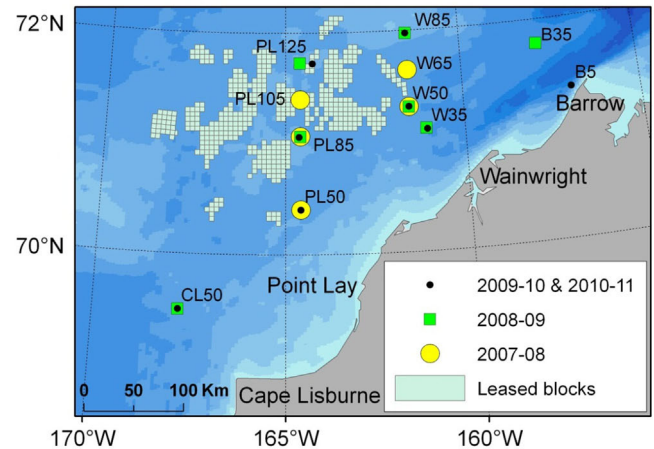 72°N
W85
B35
PL125
W65
B5
PL105
W50
Barrow
W35
PL85
Wainwright
PL50
70°N
Point Lay
CL50
2009-10 & 2010-11
2008-09
2007-08
Leased blocks
0 50 100 Km
Cape Lisburne
170°W
165°W
160°W